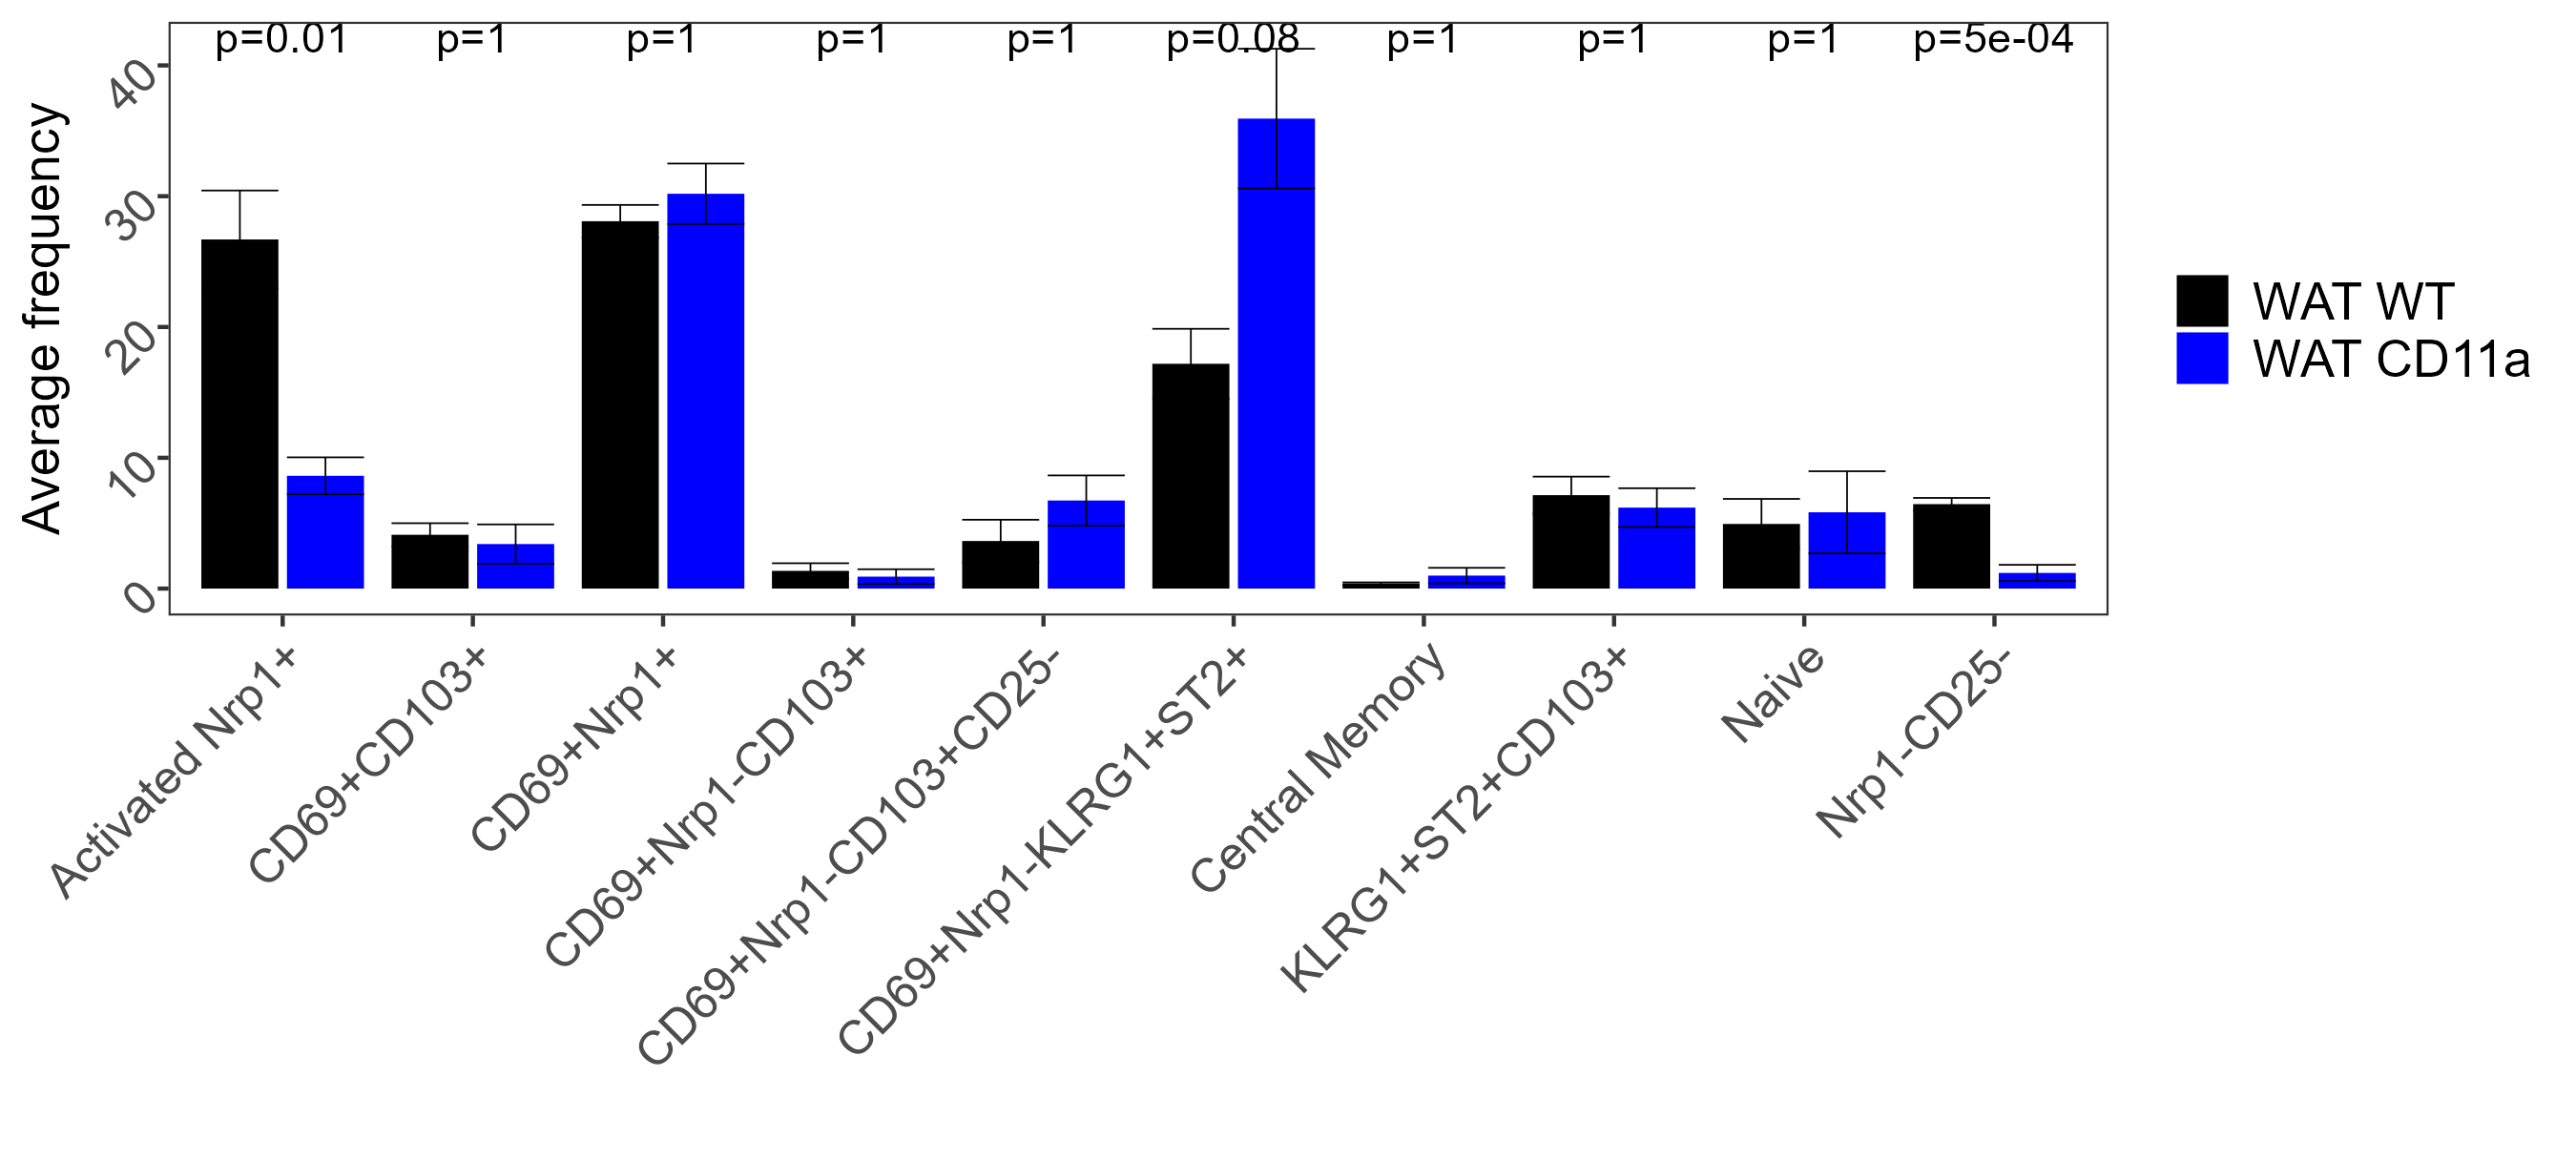 p=0.01 p=1 p=1 p=1 p=1 p=0.08 p=1 p=1 p=1 p=5e-04
Average frequency
40
30
20
10
0
WAT WT
WAT CD11a
Activated Nrp1+
CD69+CD103+
CD69+Nrp1+
CD69+Nrp1-CD103+
CD69+Nrp1-CD103+CD25-
CD69+Nrp1-KLRG1+ST2+
Central Memory
KLRG1+ST2+CD103+
Naive
Nrp1-CD25-